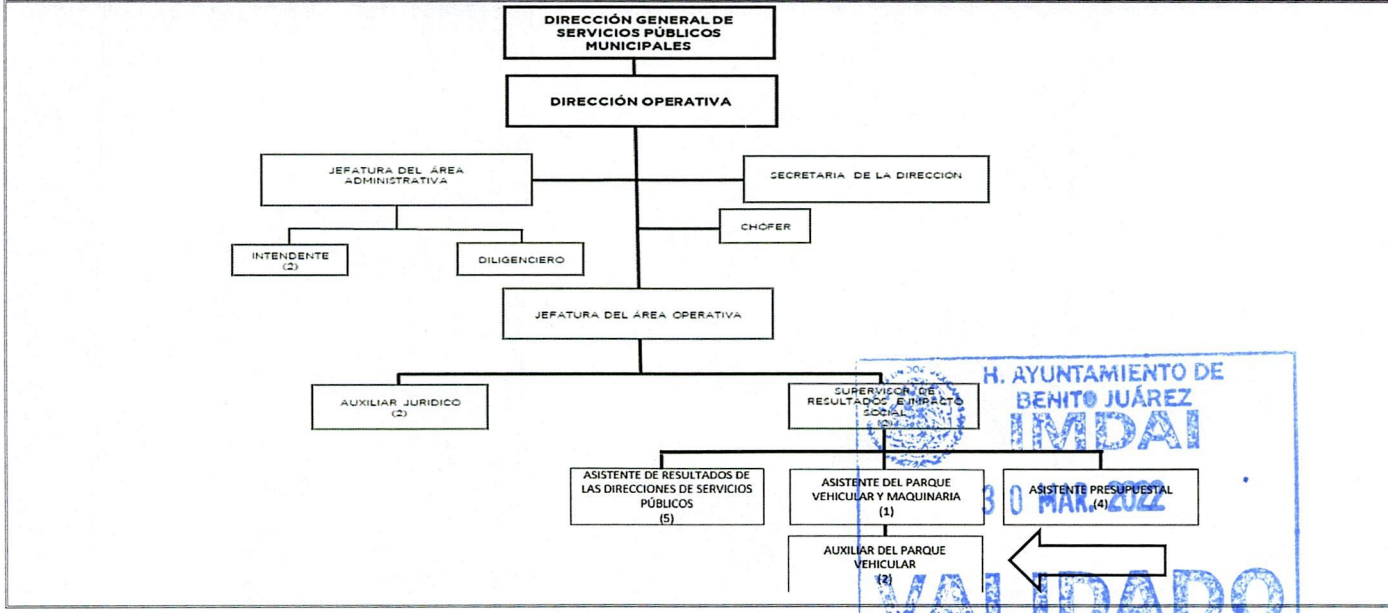 DIRECCIÓN GENERAL DE
SERVICIOS PÚBLICOS
MUNICIPALES
DIRECCIÓN OPERATIVA
JEFATURA DEL ÁREA
ADMINISTRATIVA
SECRETARIA DE LA DIRECCIÓN
CHÓFER
INTENDENTE
(2)
DILIGENCIERO
JEFATURA DEL ÁREA OPERATIVA
AUXILIAR JURIDICO
(2)
SUPERVISOR DE
RESULTADOS E IMPACTO
SOCIAL
H. AYUNTAMIENTO DE
BENITO JUÁREZ
IMDAI
ASISTENTE DE RESULTADOS DE
LAS DIRECCIONES DE SERVICIOS
PÚBLICOS
(5)
ASISTENTE DEL PARQUE
VEHICULAR Y MAQUINARIA
(1)
ASISTENTE PRESUPUESTAL
(4)
30 MAR. 2022
AUXILIAR DEL PARQUE
VEHICULAR
(2)
VALIDADO